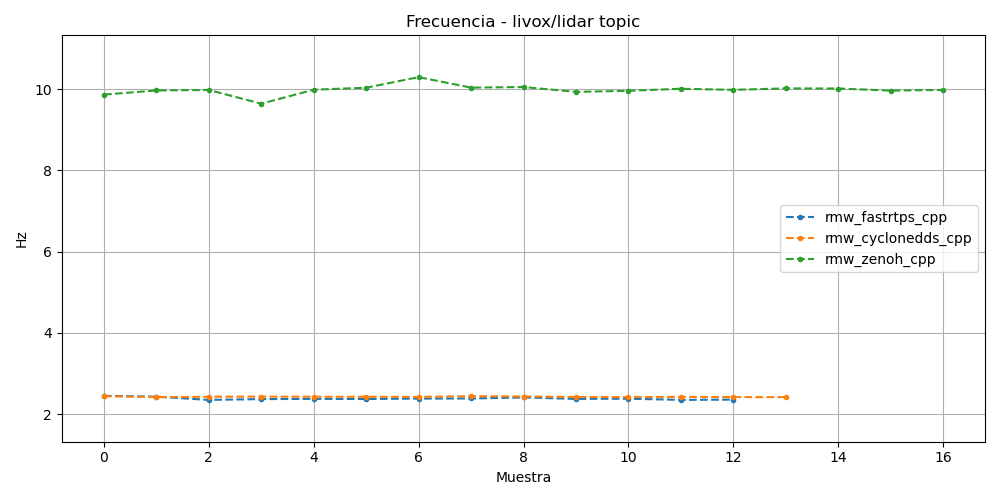 Frecuencia - livox/lidar topic
Hz
10
8
6
4
2
rmw_fastrtps_cpp
rmw_cyclonedds_cpp
rmw_zenoh_cpp
0 2 4 6 8 10 12 14 16
Muestra